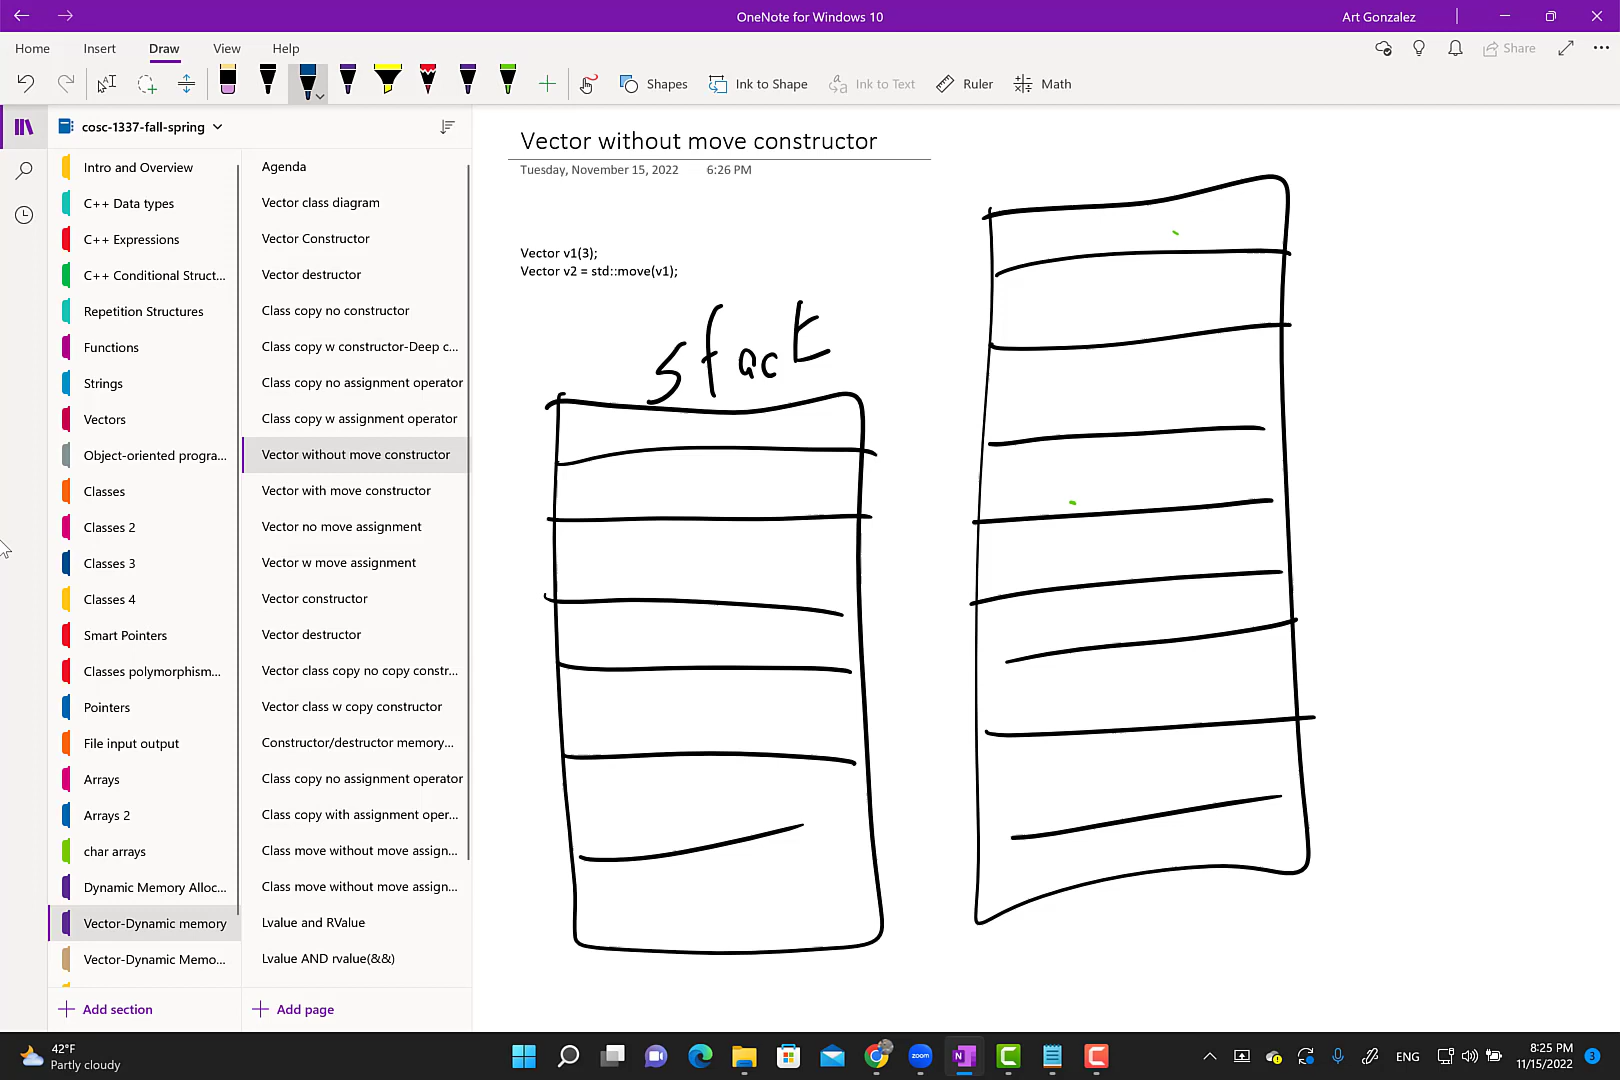 OneNote for Windows 10
Art Gonzalez
Home Insert Draw View Help
Share
Shapes Ink to Shape Ink to Text Ruler Math
cosc-1337-fall-spring
Intro and Overview
C++ Data types
C++ Expressions
C++ Conditional Struct...
Repetition Structures
Functions
Strings
Vectors
Object-oriented progra...
Classes
Classes 2
Classes 3
Classes 4
Smart Pointers
Classes polymorphism...
Pointers
File input output
Arrays
Arrays 2
char arrays
Dynamic Memory Alloc...
Vector-Dynamic memory
Vector-Dynamic Memo...
Add section
Agenda
Vector class diagram
Vector Constructor
Vector destructor
Class copy no constructor
Class copy w constructor-Deep c...
Class copy no assignment operator
Class copy w assignment operator
Vector without move constructor
Vector with move constructor
Vector no move assignment
Vector w move assignment
Vector constructor
Vector destructor
Vector class copy no copy constr...
Vector class w copy constructor
Constructor/destructor memory...
Class copy no assignment operator
Class copy with assignment oper...
Class move without move assign...
Class move without move assign...
Lvalue and RValue
Lvalue AND rvalue(&&)
Add page
Vector without move constructor
Tuesday, November 15, 2022 6:26 PM
Vector v1(3);
Vector v2 = std::move(v1);
stact
42°F
Partly cloudy
zoom
ENG
8:25 PM
11/15/2022
3